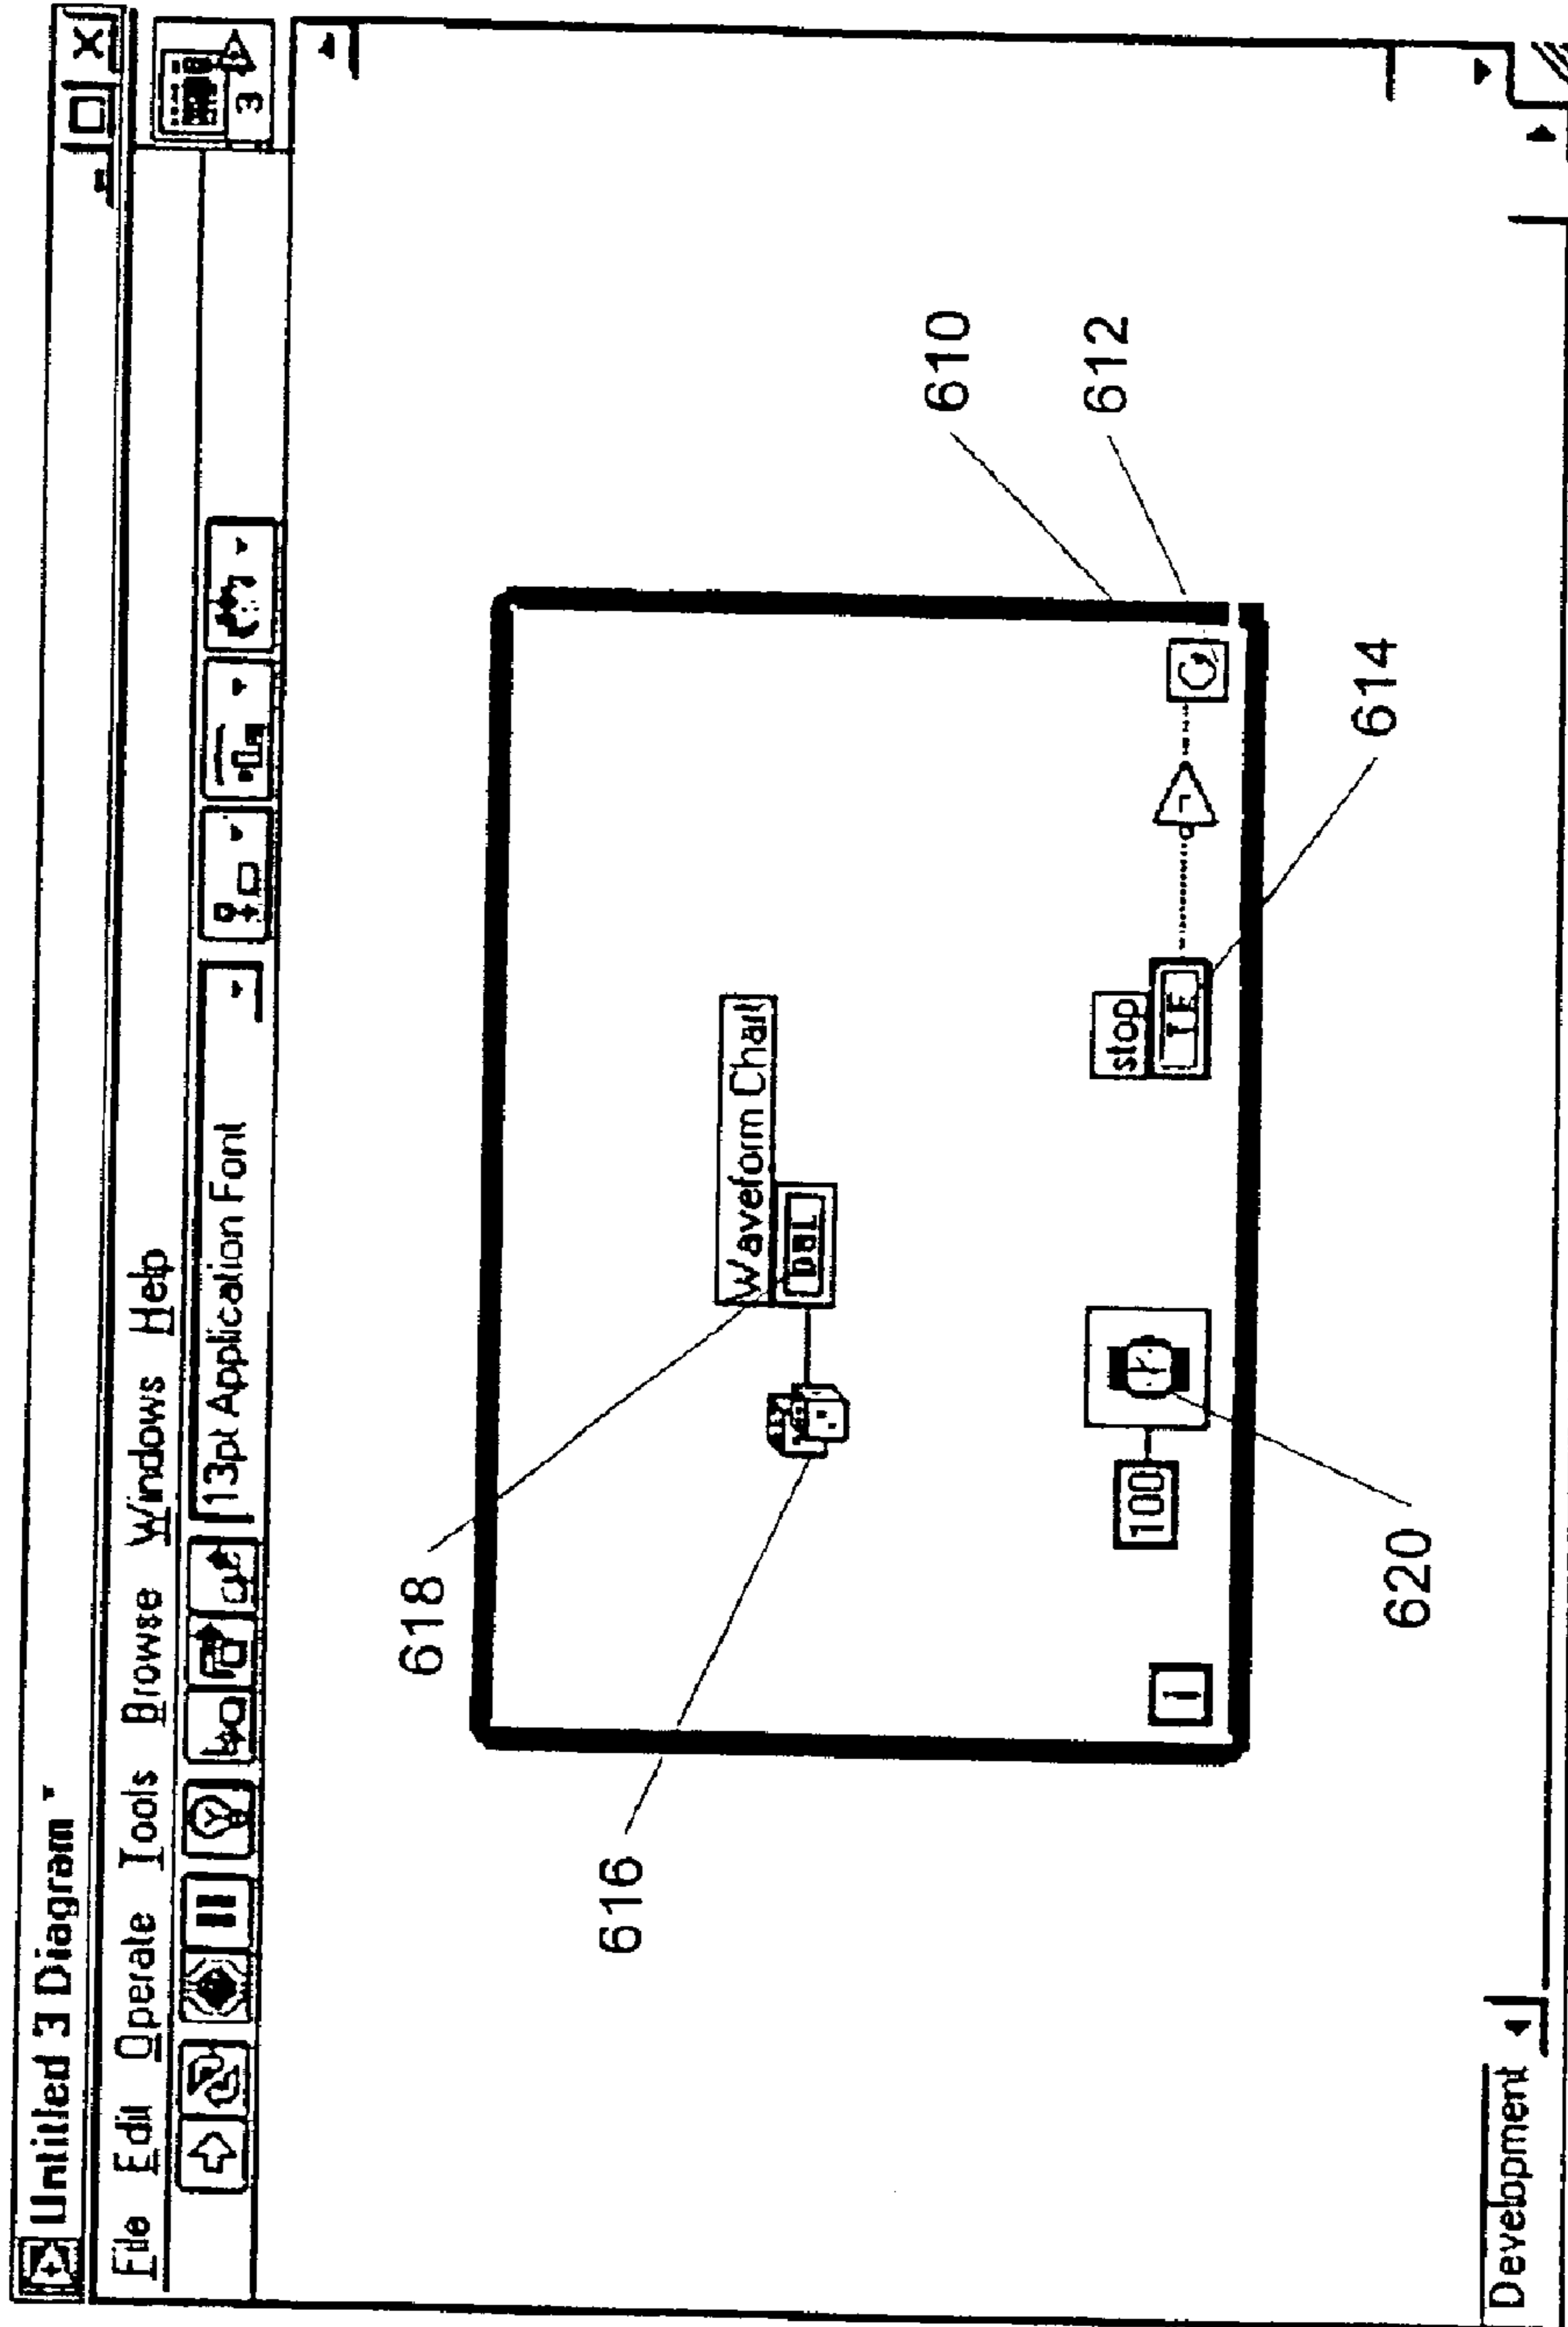 Untitled 3 Diagram *
File Edit Operate Tools Browse Windows Help
13pt Application Font
3
618
616
Waveform Chart
DBL
610
612
stop
TF
614
100
i
620
Development